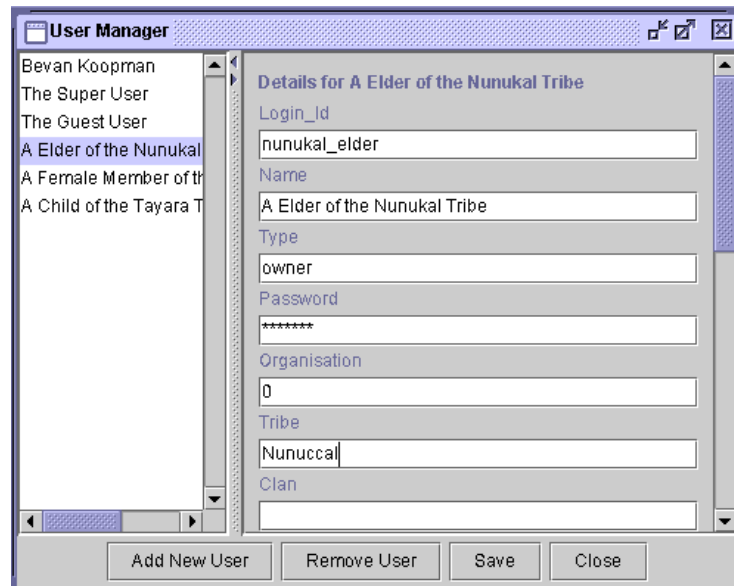 User Manager
Bevan Koopman
The Super User
The Guest User
A Elder of the Nunukal
A Female Member of th
A Child of the Tayara T
Details for A Elder of the Nunukal Tribe
Login_Id
nunukal_elder
Name
A Elder of the Nunukal Tribe
Type
owner
Password
*******
Organisation
0
Tribe
Nunuccal
Clan
Add New User
Remove User
Save
Close